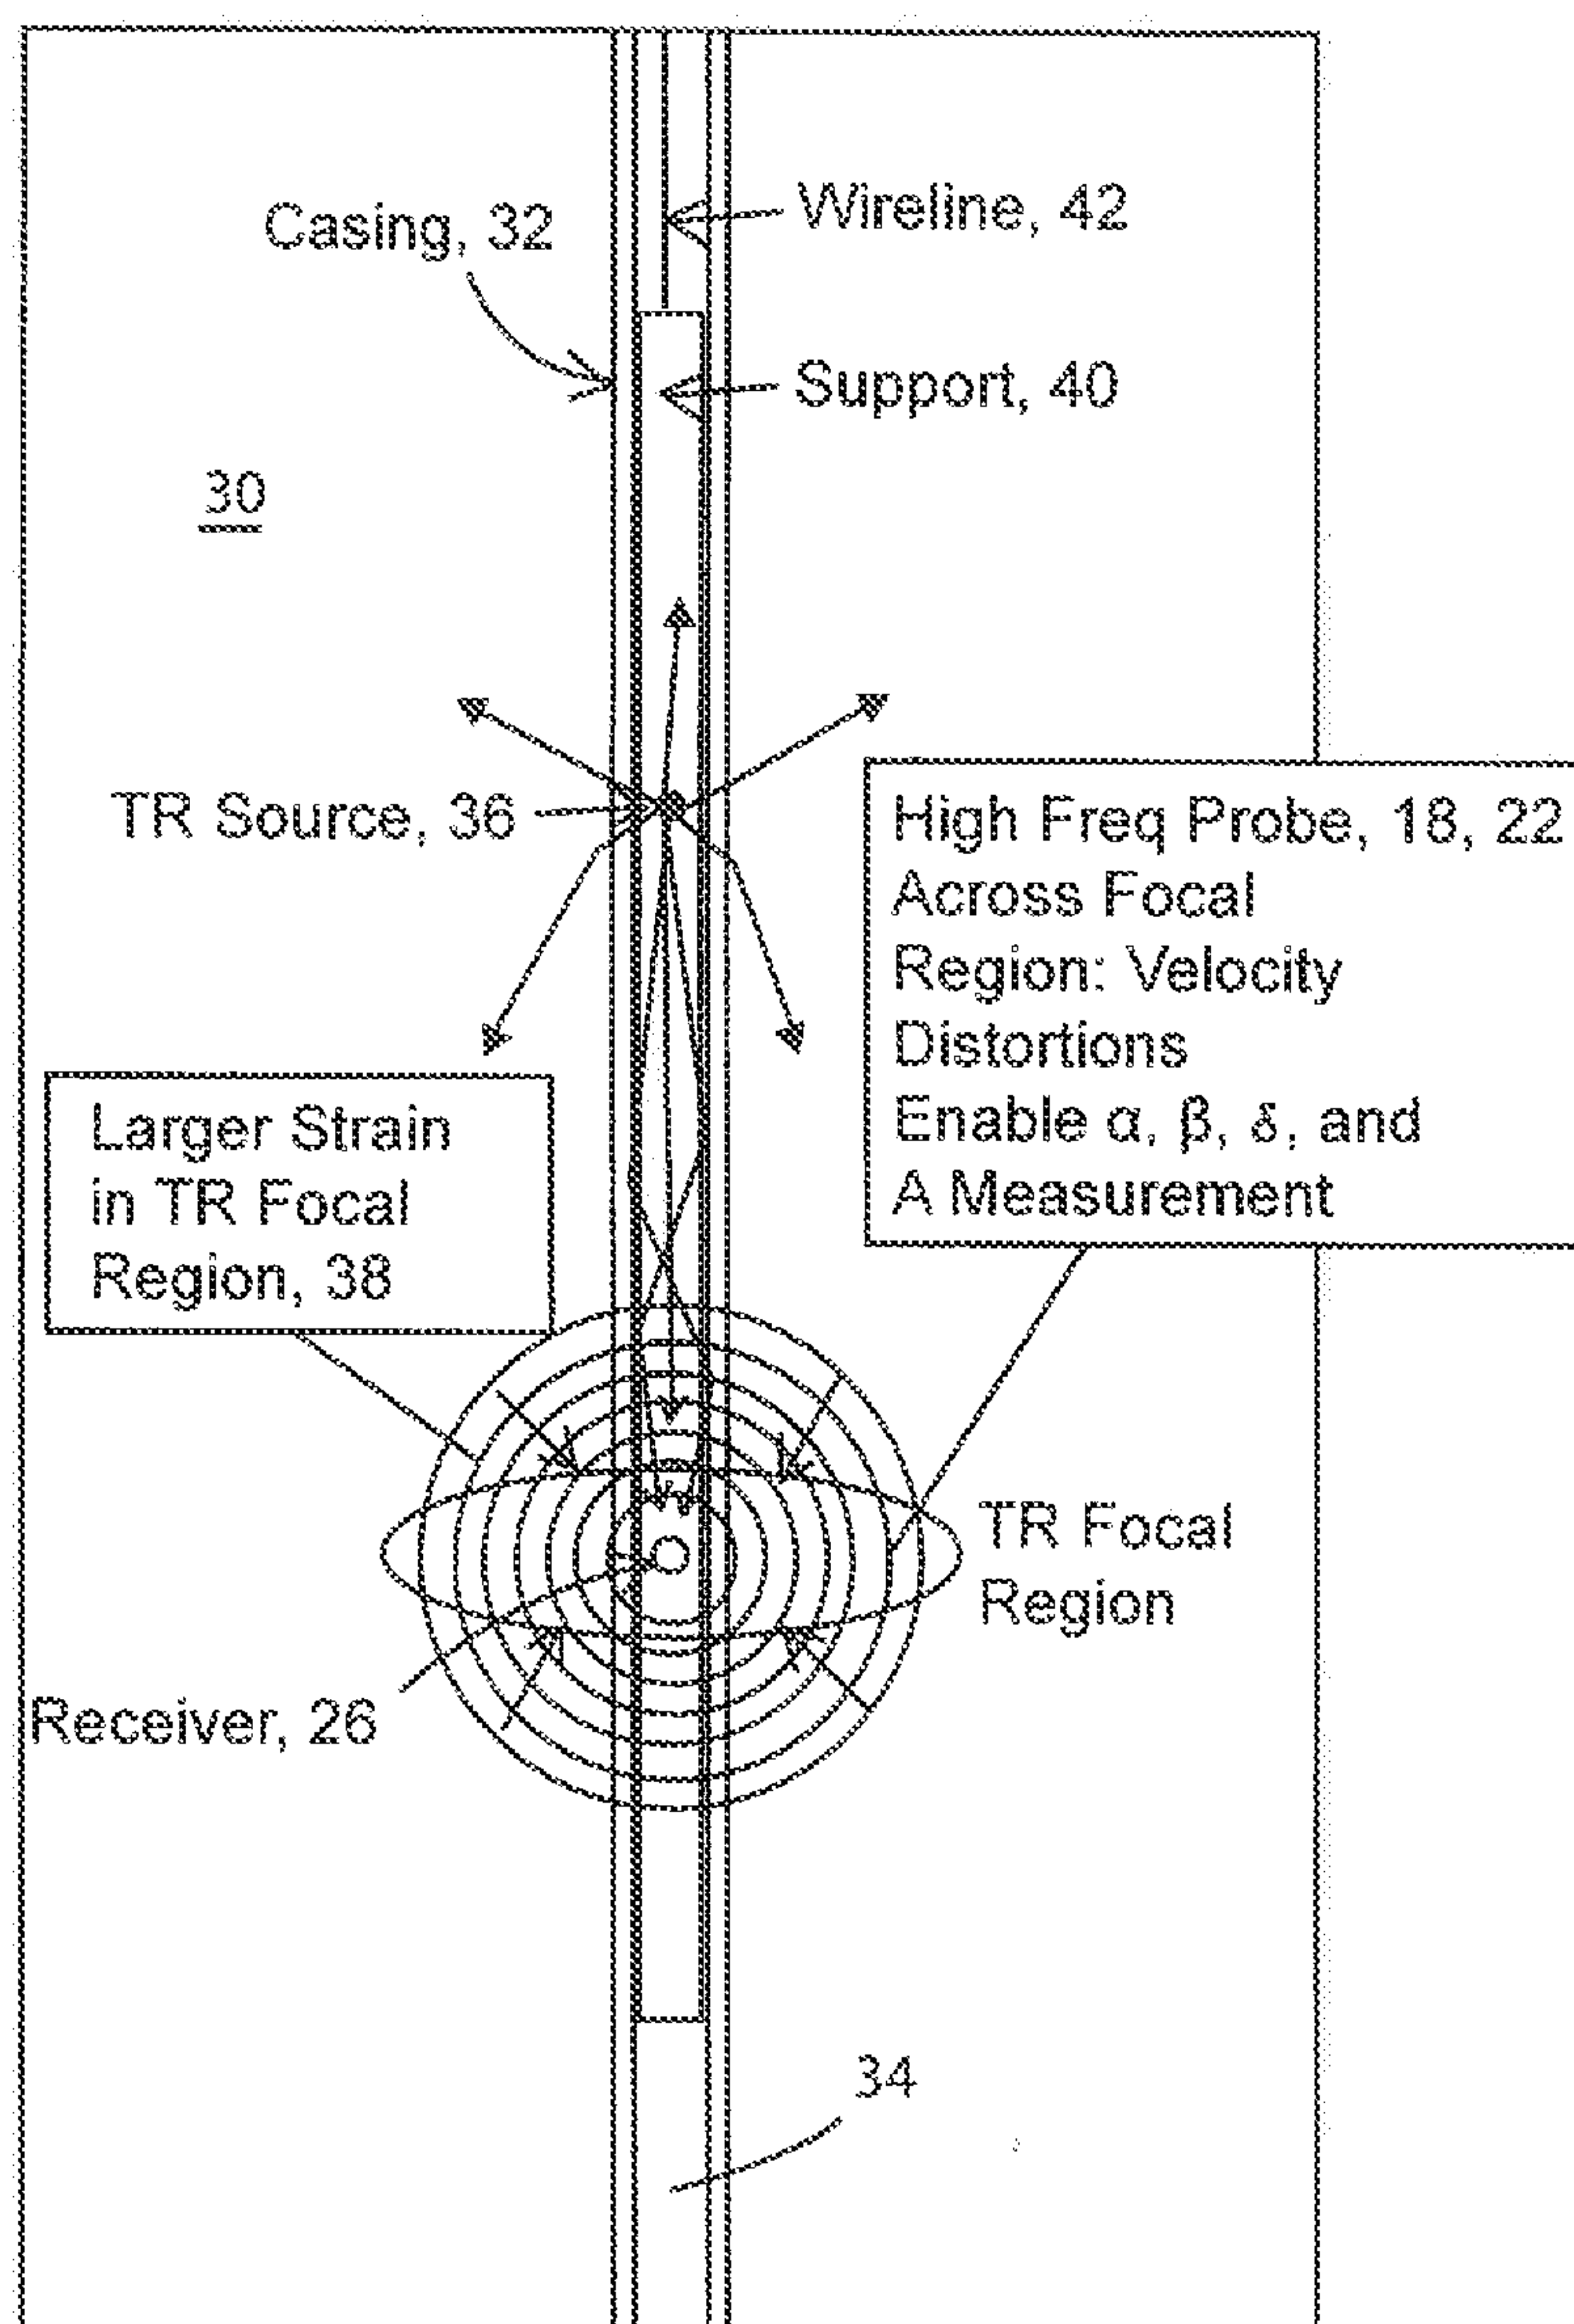 Casing, 32
Wireline, 42
Support, 40
30
TR Source, 36
High Freq Probe, 18, 22
Across Focal
Region: Velocity
Distortions
Enable α, β, δ, and
A Measurement
Larger Strain
in TR Focal
Region, 38
TR Focal
Region
Receiver, 26
34